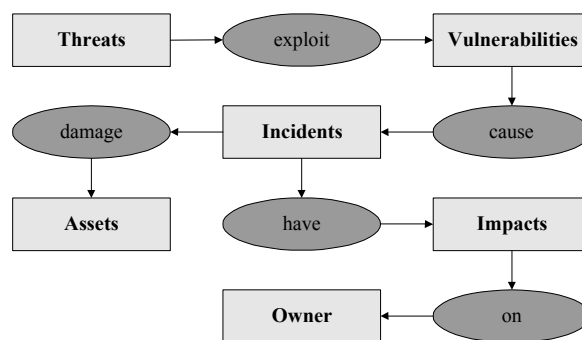 Threats
exploit
Vulnerabilities
damage
Incidents
cause
Assets
have
Impacts
Owner
on